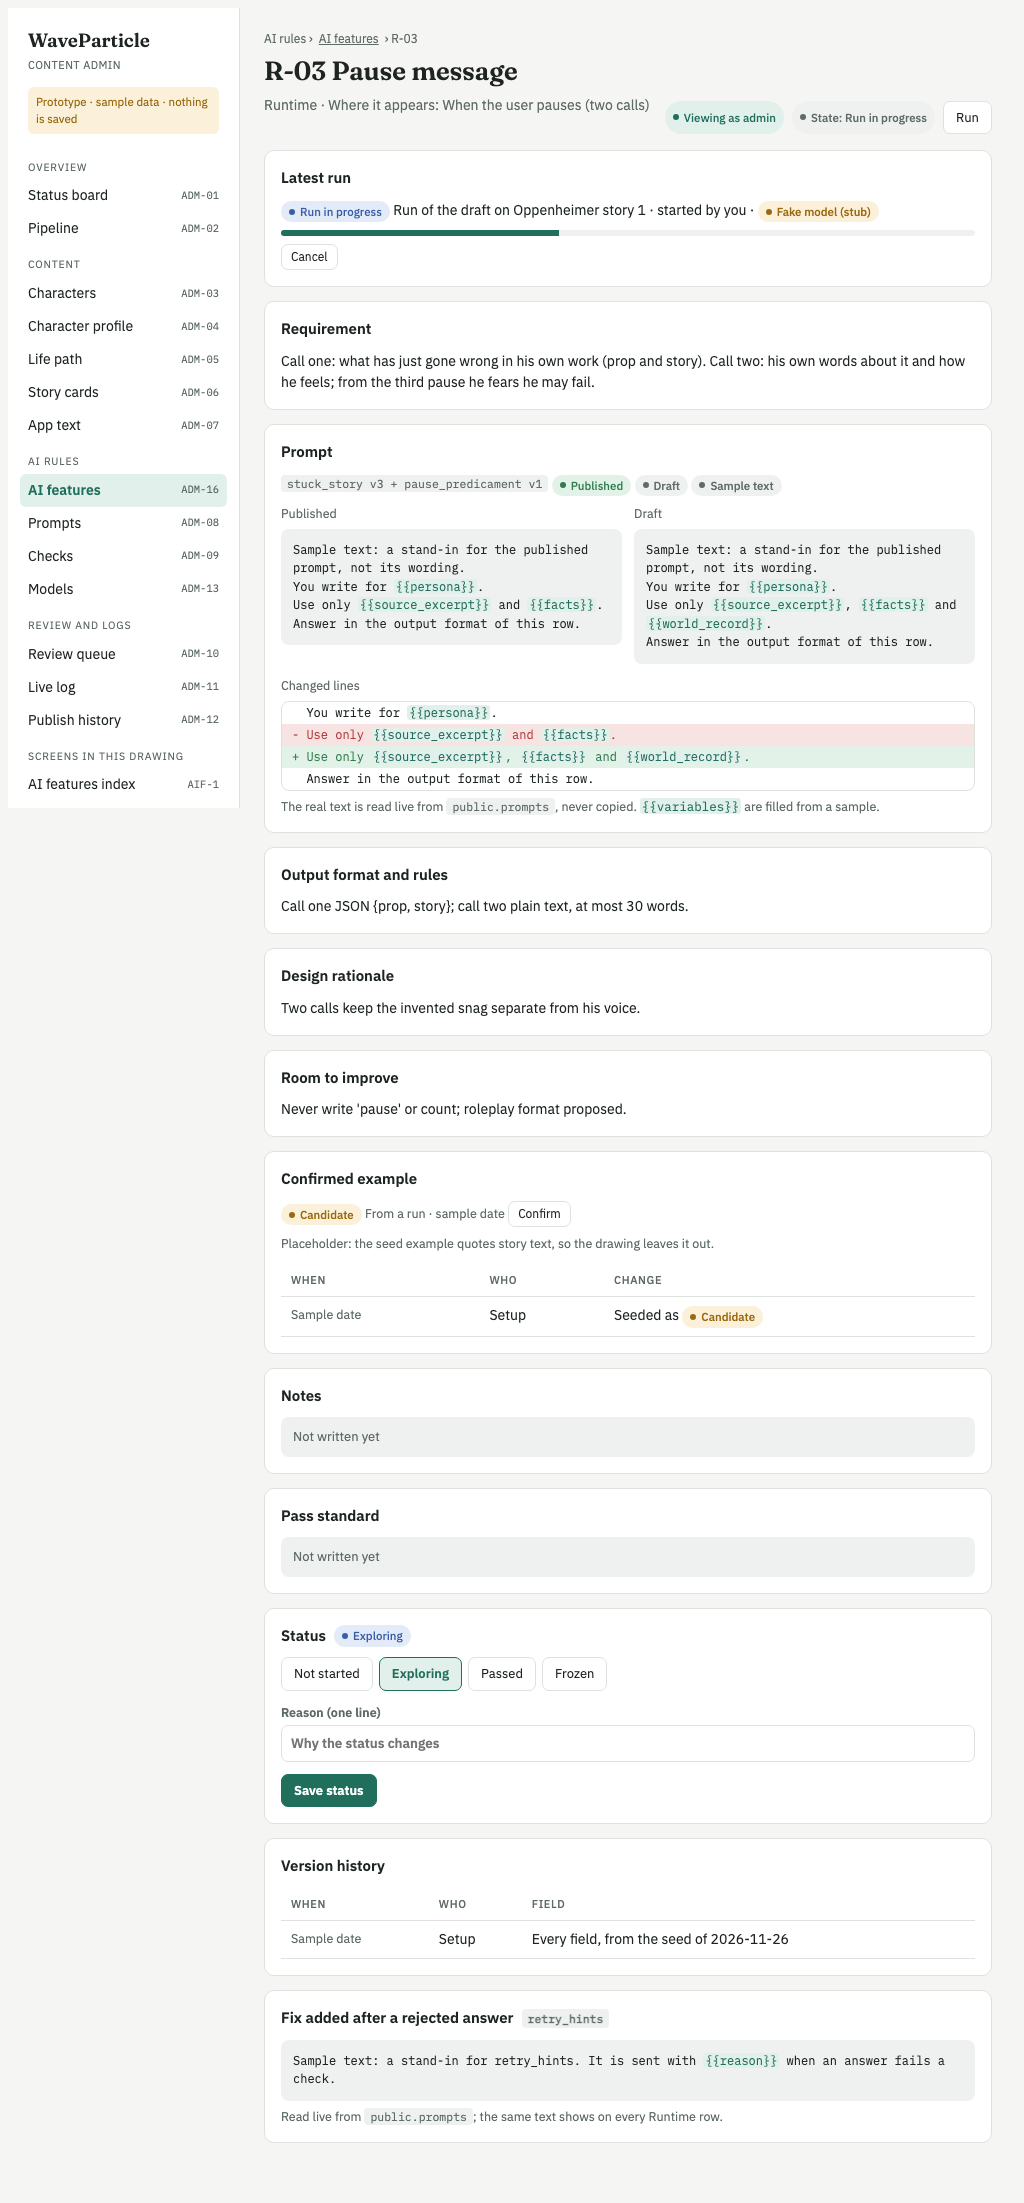 WaveParticle
CONTENT ADMIN
Prototype · sample data · nothing
is saved
OVERVIEW
Status board ADM-01
Pipeline ADM-02
CONTENT
Characters ADM-03
Character profile ADM-04
Life path ADM-05
Story cards ADM-06
App text ADM-07
AI RULES
AI features ADM-16
Prompts ADM-08
Checks ADM-09
Models ADM-13
REVIEW AND LOGS
Review queue ADM-10
Live log ADM-11
Publish history ADM-12
SCREENS IN THIS DRAWING
AI features index AIF-1
AI rules › AI features › R-03
R-03 Pause message
Runtime · Where it appears: When the user pauses (two calls)
Viewing as admin
State: Run in progress
Run
Latest run
Run in progress Run of the draft on Oppenheimer story 1 · started by you · Fake model (stub)
Cancel
Requirement
Call one: what has just gone wrong in his own work (prop and story). Call two: his own words about it and how
he feels; from the third pause he fears he may fail.
Prompt
stuck_story v3 + pause_predicament v1 Published Draft Sample text
Published
Sample text: a stand-in for the published
prompt, not its wording.
You write for {{persona}}.
Use only {{source_excerpt}} and {{facts}}.
Answer in the output format of this row.
Draft
Sample text: a stand-in for the published
prompt, not its wording.
You write for {{persona}}.
Use only {{source_excerpt}}, {{facts}} and
{{world_record}}.
Answer in the output format of this row.
Changed lines
You write for {{persona}}.
- Use only {{source_excerpt}} and {{facts}}.
+ Use only {{source_excerpt}}, {{facts}} and {{world_record}}.
Answer in the output format of this row.
The real text is read live from public.prompts, never copied. {{variables}} are filled from a sample.
Output format and rules
Call one JSON {prop, story}; call two plain text, at most 30 words.
Design rationale
Two calls keep the invented snag separate from his voice.
Room to improve
Never write 'pause' or count; roleplay format proposed.
Confirmed example
Candidate From a run · sample date Confirm
Placeholder: the seed example quotes story text, so the drawing leaves it out.
WHEN WHO CHANGE
Sample date Setup Seeded as Candidate
Notes
Not written yet
Pass standard
Not written yet
Status Exploring
Not started Exploring Passed Frozen
Reason (one line)
Why the status changes
Save status
Version history
WHEN WHO FIELD
Sample date Setup Every field, from the seed of 2026-11-26
Fix added after a rejected answer retry_hints
Sample text: a stand-in for retry_hints. It is sent with {{reason}} when an answer fails a
check.
Read live from public.prompts; the same text shows on every Runtime row.